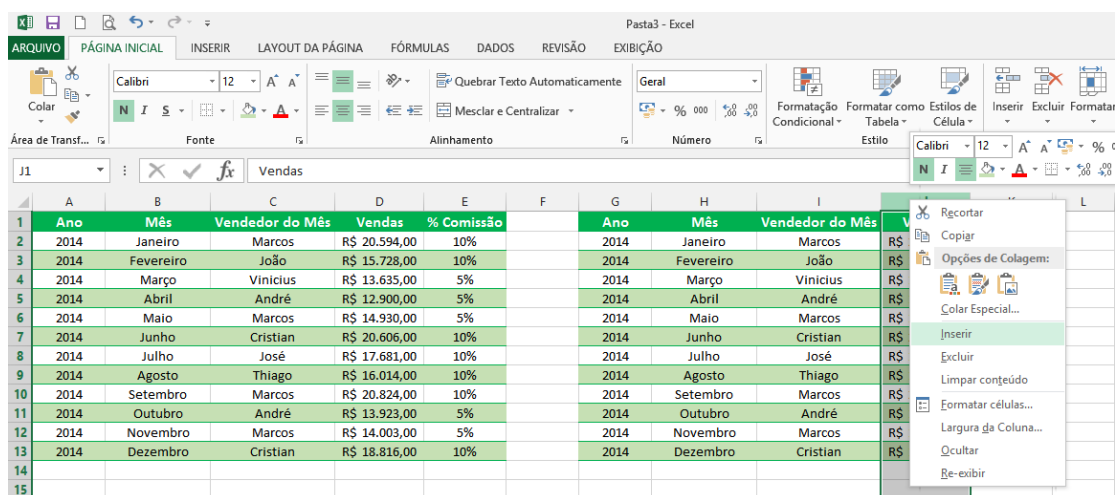 Pasta3 - Excel
ARQUIVO PÁGINA INICIAL INSERIR LAYOUT DA PÁGINA FÓRMULAS DADOS REVISÃO EXIBIÇÃO
Colar
Área de Transf...
Calibri 12
N I S
Fonte
Quebrar Texto Automaticamente
Mesclar e Centralizar
Alinhamento
Geral
% 000
Número
Formatação Condicional
Formatar como Tabela
Estilos de Célula
Estilo
Inserir Excluir Formatar
Calibri 12 %
N I
J1 fx Vendas
A B C D E F G H I L
1 Ano Mês Vendedor do Mês Vendas % Comissão Ano Mês Vendedor do Mês
2 2014 Janeiro Marcos R$ 20.594,00 10% 2014 Janeiro Marcos R$
3 2014 Fevereiro João R$ 15.728,00 10% 2014 Fevereiro João R$
4 2014 Março Vinicius R$ 13.635,00 5% 2014 Março Vinicius R$
5 2014 Abril André R$ 12.900,00 5% 2014 Abril André R$
6 2014 Maio Marcos R$ 14.930,00 5% 2014 Maio Marcos R$
7 2014 Junho Cristian R$ 20.606,00 10% 2014 Junho Cristian R$
8 2014 Julho José R$ 17.681,00 10% 2014 Julho José R$
9 2014 Agosto Thiago R$ 16.014,00 10% 2014 Agosto Thiago R$
10 2014 Setembro Marcos R$ 20.824,00 10% 2014 Setembro Marcos R$
11 2014 Outubro André R$ 13.923,00 5% 2014 Outubro André R$
12 2014 Novembro Marcos R$ 14.003,00 5% 2014 Novembro Marcos R$
13 2014 Dezembro Cristian R$ 18.816,00 10% 2014 Dezembro Cristian R$
14
15
Recortar
Copiar
Opções de Colagem:
Colar Especial...
Inserir
Excluir
Limpar conteúdo
Formatar células...
Largura da Coluna...
Ocultar
Re-exibir